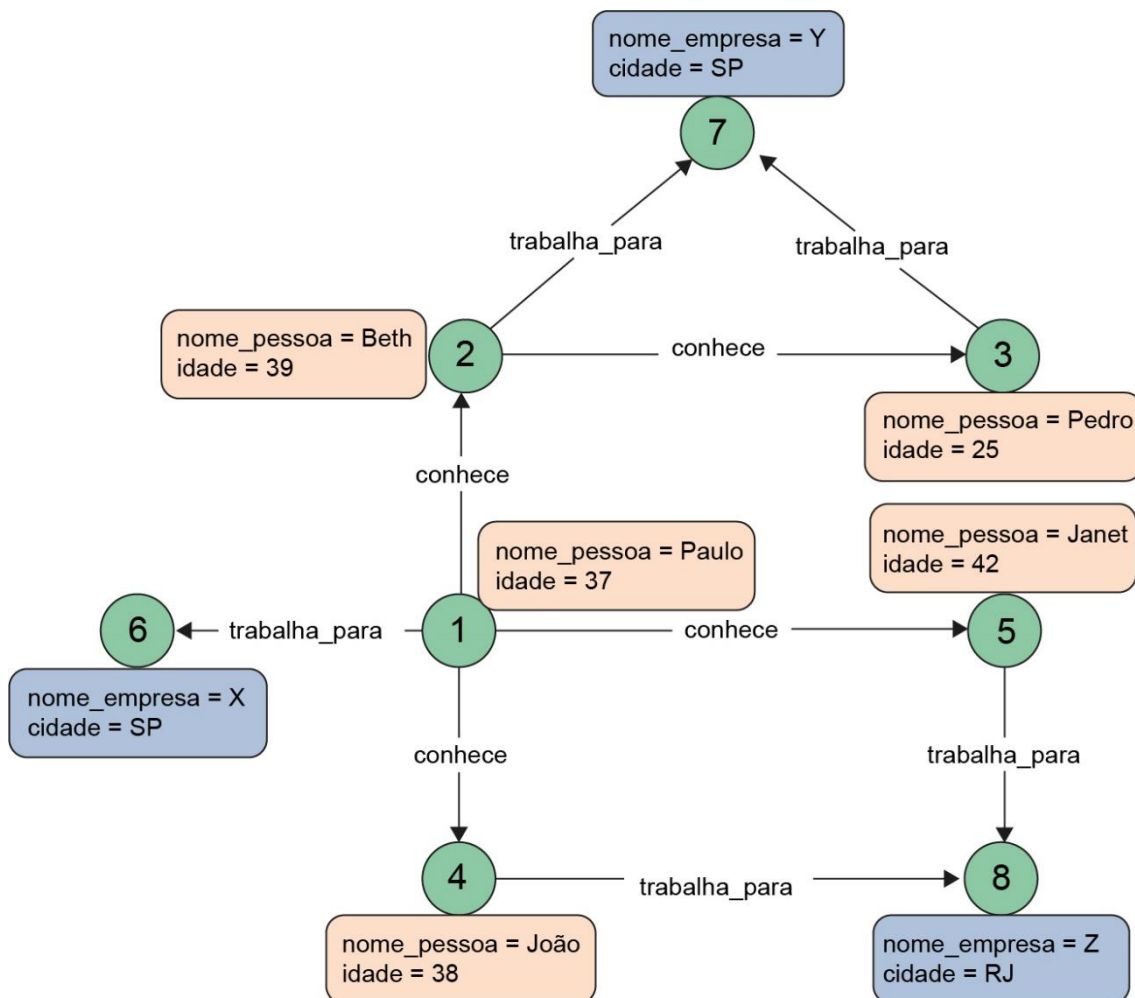 nome_empresa = Y
cidade = SP
7
trabalha_para
trabalha_para
nome_pessoa = Beth
idade = 39
2
conhece
3
nome_pessoa = Pedro
idade = 25
conhece
nome_pessoa = Janet
idade = 42
nome_pessoa = Paulo
idade = 37
6
trabalha_para
1
conhece
5
nome_empresa = X
cidade = SP
conhece
trabalha_para
4
trabalha_para
8
nome_pessoa = João
idade = 38
nome_empresa = Z
cidade = RJ